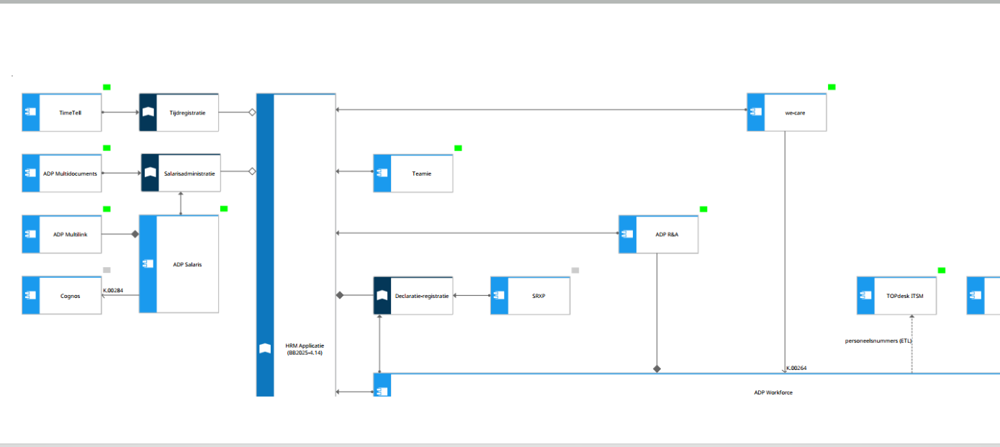 TimeTell
Tijdregistratie
we-care
ADP Multidocuments
Salarisadministratie
Teamie
ADP Multilink
ADP Salaris
ADP R&A
K.00284
Cognos
Declaratie-registratie
SRXP
TOPdesk ITSM
HRM Applicatie
(BB2025-4.14)
personeelsnummers (ETL)
K.00264
ADP Workforce